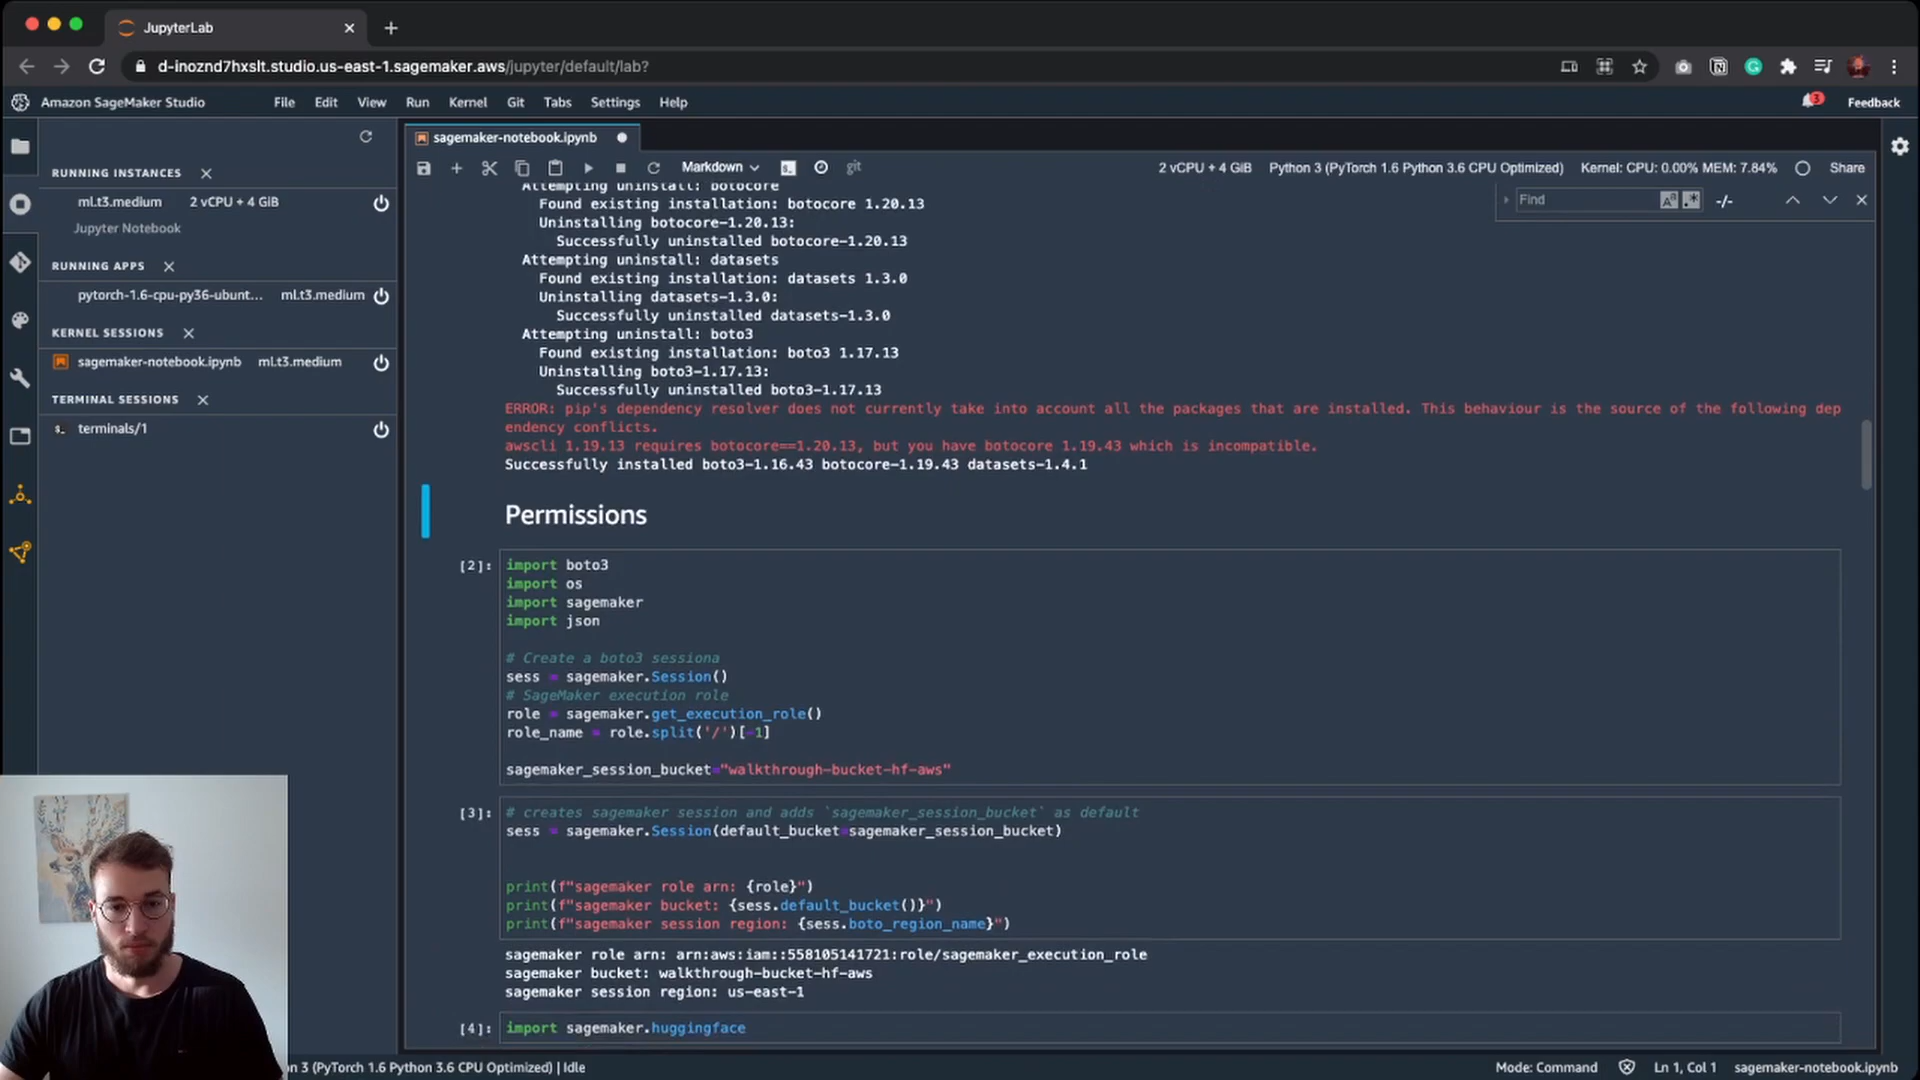 JupyterLab
d-inoznd7hxslt.studio.us-east-1.sagemaker.aws/jupyter/default/lab?
Amazon SageMaker Studio File Edit View Run Kernel Git Tabs Settings Help 3 Feedback
sagemaker-notebook.ipynb
Markdown git 2 vCPU + 4 GiB Python 3 (PyTorch 1.6 Python 3.6 CPU Optimized) Kernel: CPU: 0.00% MEM: 7.84% Share
Find -/-
RUNNING INSTANCES
ml.t3.medium 2 vCPU + 4 GiB
Jupyter Notebook
RUNNING APPS
pytorch-1.6-cpu-py36-ubunt... ml.t3.medium
KERNEL SESSIONS
sagemaker-notebook.ipynb ml.t3.medium
TERMINAL SESSIONS
terminals/1
Attempting uninstall: botocore
Found existing installation: botocore 1.20.13
Uninstalling botocore-1.20.13:
Successfully uninstalled botocore-1.20.13
Attempting uninstall: datasets
Found existing installation: datasets 1.3.0
Uninstalling datasets-1.3.0:
Successfully uninstalled datasets-1.3.0
Attempting uninstall: boto3
Found existing installation: boto3 1.17.13
Uninstalling boto3-1.17.13:
Successfully uninstalled boto3-1.17.13
ERROR: pip's dependency resolver does not currently take into account all the packages that are installed. This behaviour is the source of the following dep
endency conflicts.
awscli 1.19.13 requires botocore==1.20.13, but you have botocore 1.19.43 which is incompatible.
Successfully installed boto3-1.16.43 botocore-1.19.43 datasets-1.4.1
Permissions
[2]: import boto3
import os
import sagemaker
import json
# Create a boto3 sessiona
sess = sagemaker.Session()
# SageMaker execution role
role = sagemaker.get_execution_role()
role_name = role.split('/')[-1]
sagemaker_session_bucket="walkthrough-bucket-hf-aws"
[3]: # creates sagemaker session and adds `sagemaker_session_bucket` as default
sess = sagemaker.Session(default_bucket=sagemaker_session_bucket)
print(f"sagemaker role arn: {role}")
print(f"sagemaker bucket: {sess.default_bucket()}")
print(f"sagemaker session region: {sess.boto_region_name}")
sagemaker role arn: arn:aws:iam::558105141721:role/sagemaker_execution_role
sagemaker bucket: walkthrough-bucket-hf-aws
sagemaker session region: us-east-1
[4]: import sagemaker.huggingface
n 3 (PyTorch 1.6 Python 3.6 CPU Optimized) | Idle Mode: Command Ln 1, Col 1 sagemaker-notebook.ipynb